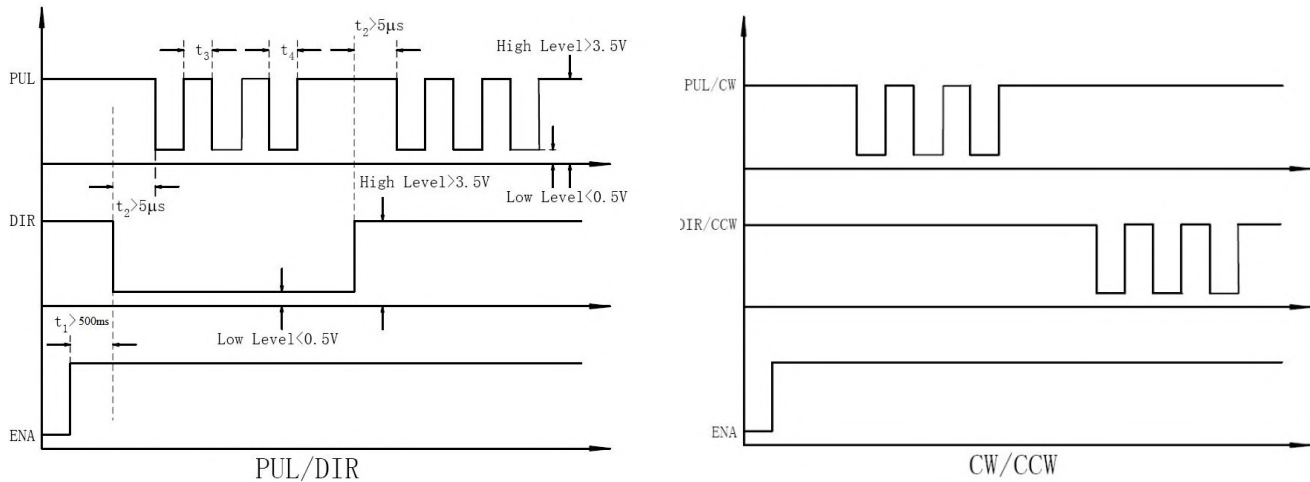 t2>5μs
t3
t4
High Level>3.5V
PUL
Low Level<0.5V
t2>5μs
High Level>3.5V
DIR
t1>500ms
Low Level<0.5V
ENA
PUL/DIR
PUL/CW
DIR/CCW
ENA
CW/CCW